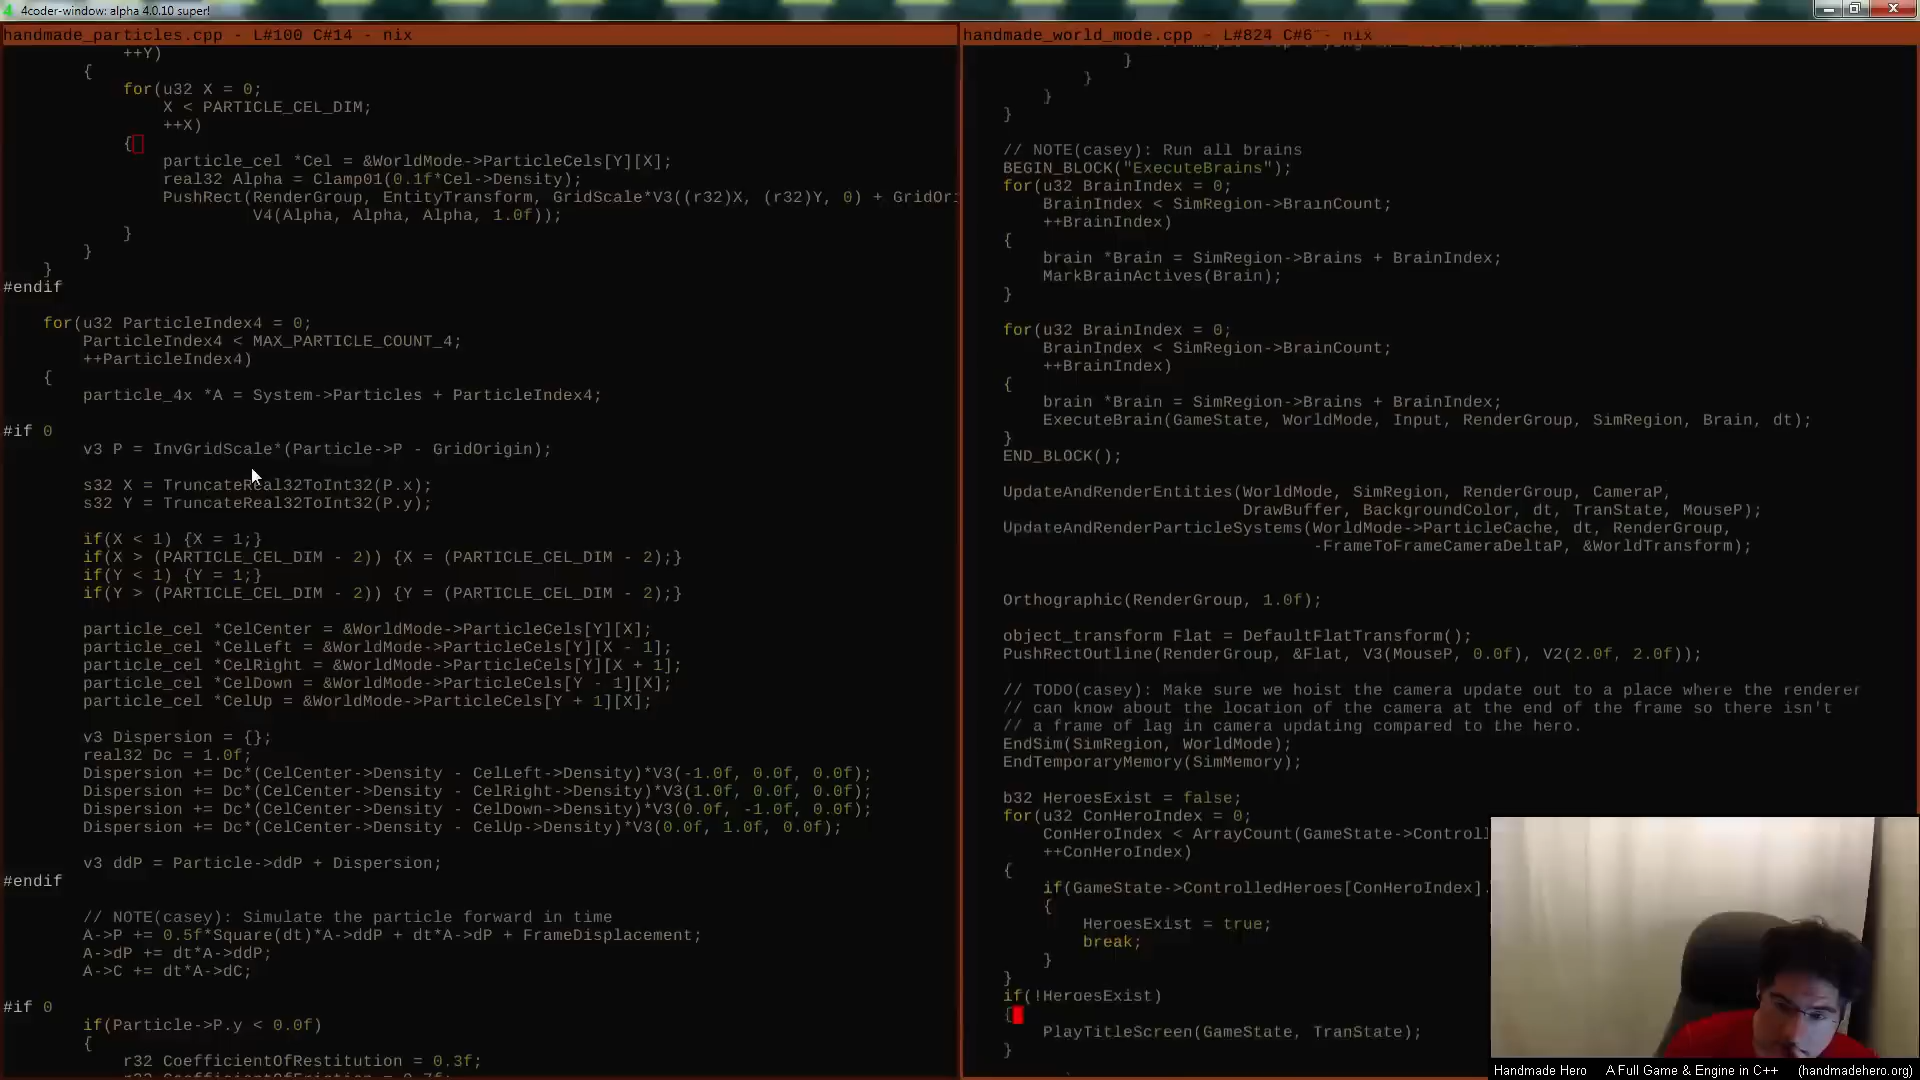 4coder-window: alpha 4.0.10 super!
handmade_particles.cpp - L#100 C#14 - nix
++Y)
{
for(u32 X = 0;
X < PARTICLE_CEL_DIM;
++X)
{
particle_cel *Cel = &WorldMode->ParticleCels[Y][X];
real32 Alpha = Clamp01(0.1f*Cel->Density);
PushRect(RenderGroup, EntityTransform, GridScale*V3((r32)X, (r32)Y, 0) + GridOri
V4(Alpha, Alpha, Alpha, 1.0f));
}
}
}
#endif
for(u32 ParticleIndex4 = 0;
ParticleIndex4 < MAX_PARTICLE_COUNT_4;
++ParticleIndex4)
{
particle_4x *A = System->Particles + ParticleIndex4;
#if 0
v3 P = InvGridScale*(Particle->P - GridOrigin);
s32 X = TruncateReal32ToInt32(P.x);
s32 Y = TruncateReal32ToInt32(P.y);
if(X < 1) {X = 1;}
if(X > (PARTICLE_CEL_DIM - 2)) {X = (PARTICLE_CEL_DIM - 2);}
if(Y < 1) {Y = 1;}
if(Y > (PARTICLE_CEL_DIM - 2)) {Y = (PARTICLE_CEL_DIM - 2);}
particle_cel *CelCenter = &WorldMode->ParticleCels[Y][X];
particle_cel *CelLeft = &WorldMode->ParticleCels[Y][X - 1];
particle_cel *CelRight = &WorldMode->ParticleCels[Y][X + 1];
particle_cel *CelDown = &WorldMode->ParticleCels[Y - 1][X];
particle_cel *CelUp = &WorldMode->ParticleCels[Y + 1][X];
v3 Dispersion = {};
real32 Dc = 1.0f;
Dispersion += Dc*(CelCenter->Density - CelLeft->Density)*V3(-1.0f, 0.0f, 0.0f);
Dispersion += Dc*(CelCenter->Density - CelRight->Density)*V3(1.0f, 0.0f, 0.0f);
Dispersion += Dc*(CelCenter->Density - CelDown->Density)*V3(0.0f, -1.0f, 0.0f);
Dispersion += Dc*(CelCenter->Density - CelUp->Density)*V3(0.0f, 1.0f, 0.0f);
v3 ddP = Particle->ddP + Dispersion;
#endif
// NOTE(casey): Simulate the particle forward in time
A->P += 0.5f*Square(dt)*A->ddP + dt*A->dP + FrameDisplacement;
A->dP += dt*A->ddP;
A->C += dt*A->dC;
#if 0
if(Particle->P.y < 0.0f)
{
r32 CoefficientOfRestitution = 0.3f;
handmade_world_mode.cpp - L#824 C#6 - nix
}
}
}
}
// NOTE(casey): Run all brains
BEGIN_BLOCK("ExecuteBrains");
for(u32 BrainIndex = 0;
BrainIndex < SimRegion->BrainCount;
++BrainIndex)
{
brain *Brain = SimRegion->Brains + BrainIndex;
MarkBrainActives(Brain);
}
for(u32 BrainIndex = 0;
BrainIndex < SimRegion->BrainCount;
++BrainIndex)
{
brain *Brain = SimRegion->Brains + BrainIndex;
ExecuteBrain(GameState, WorldMode, Input, RenderGroup, SimRegion, Brain, dt);
}
END_BLOCK();
UpdateAndRenderEntities(WorldMode, SimRegion, RenderGroup, CameraP,
DrawBuffer, BackgroundColor, dt, TranState, MouseP);
UpdateAndRenderParticleSystems(WorldMode->ParticleCache, dt, RenderGroup,
-FrameToFrameCameraDeltaP, &WorldTransform);
Orthographic(RenderGroup, 1.0f);
object_transform Flat = DefaultFlatTransform();
PushRectOutline(RenderGroup, &Flat, V3(MouseP, 0.0f), V2(2.0f, 2.0f));
// TODO(casey): Make sure we hoist the camera update out to a place where the renderer
// can know about the location of the camera at the end of the frame so there isn't
// a frame of lag in camera updating compared to the hero.
EndSim(SimRegion, WorldMode);
EndTemporaryMemory(SimMemory);
b32 HeroesExist = false;
for(u32 ConHeroIndex = 0;
ConHeroIndex < ArrayCount(GameState->Controll
++ConHeroIndex)
{
if(GameState->ControlledHeroes[ConHeroIndex].
{
HeroesExist = true;
break;
}
}
if(!HeroesExist)
{
PlayTitleScreen(GameState, TranState);
}
Handmade Hero A Full Game & Engine in C++ (handmadehero.org)